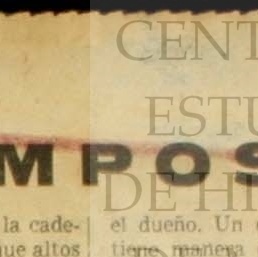 CENT
ESTU
MPOS
DE HI
la cade-
que altos
el dueño. Un
tiene manera